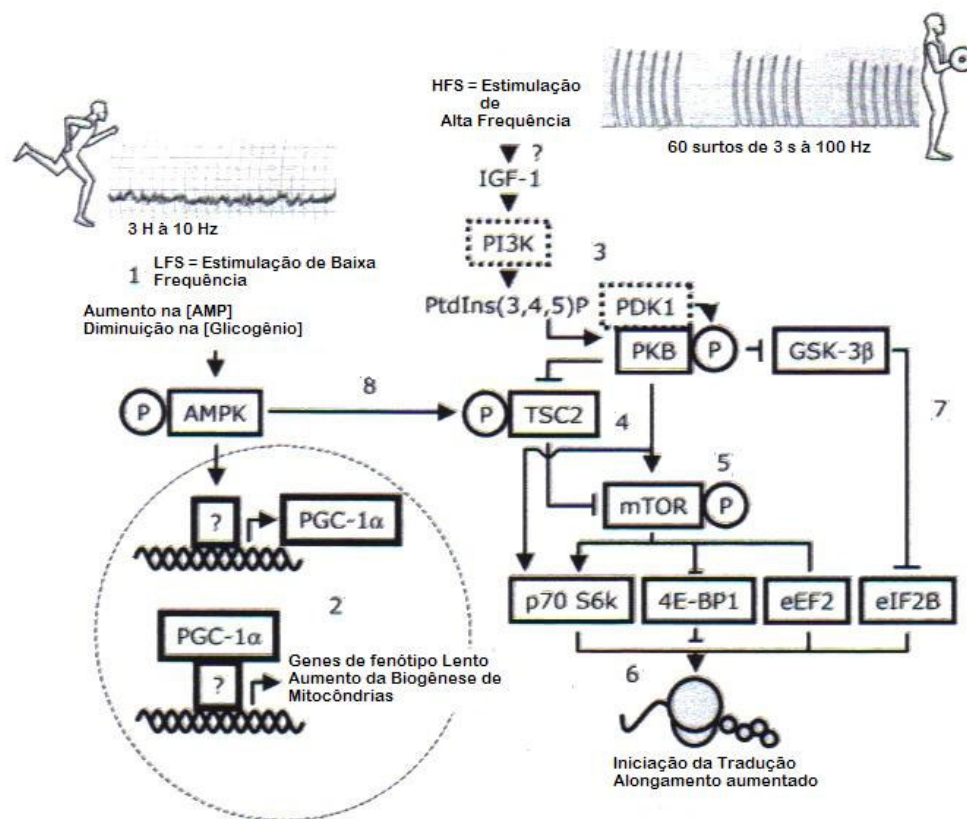 HFS = Estimulação
de
Alta Frequência
60 surtos de 3 s à 100 Hz
?
IGF-1
3 H à 10 Hz
PI3K
3
1
LFS = Estimulação de Baixa
Frequência
PtdIns(3,4,5)P
PDK1
Aumento na [AMP]
Diminuição na [Glicogênio]
PKB
P
GSK-3β
8
P
AMPK
P
TSC2
4
7
5
mTOR
P
?
PGC-1α
p70 S6k
4E-BP1
eEF2
eIF2B
2
PGC-1α
?
Genes de fenótipo Lento
Aumento da Biogênese de
Mitocôndrias
6
Iniciação da Tradução
Alongamento aumentado